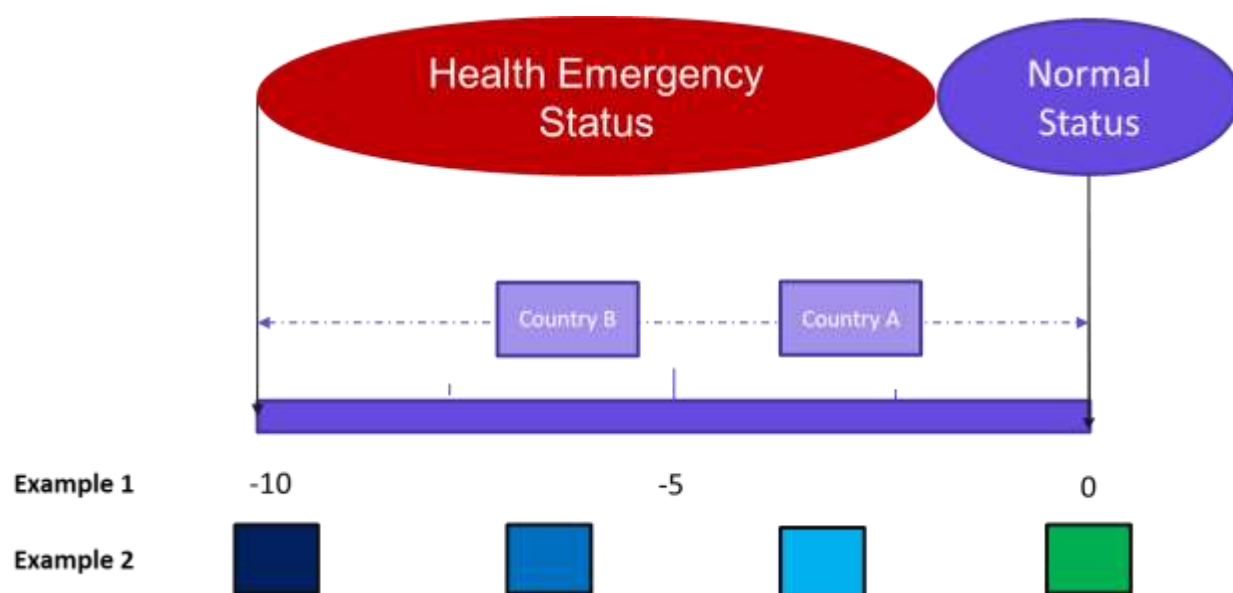 Health Emergency
Status
Normal
Status
Country B
Country A
Example 1
-10
-5
0
Example 2